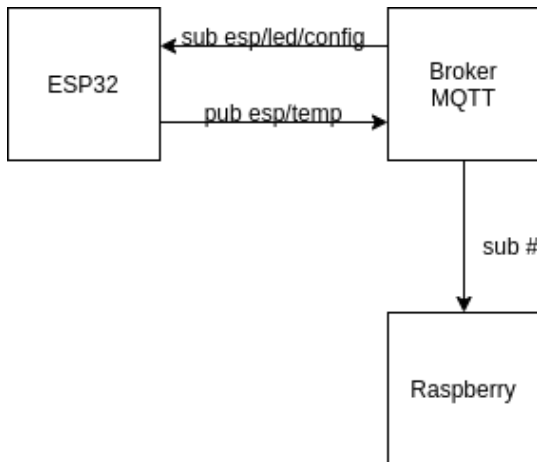 sub esp/led/config
ESP32
Broker
MQTT
pub esp/temp
sub #
Raspberry